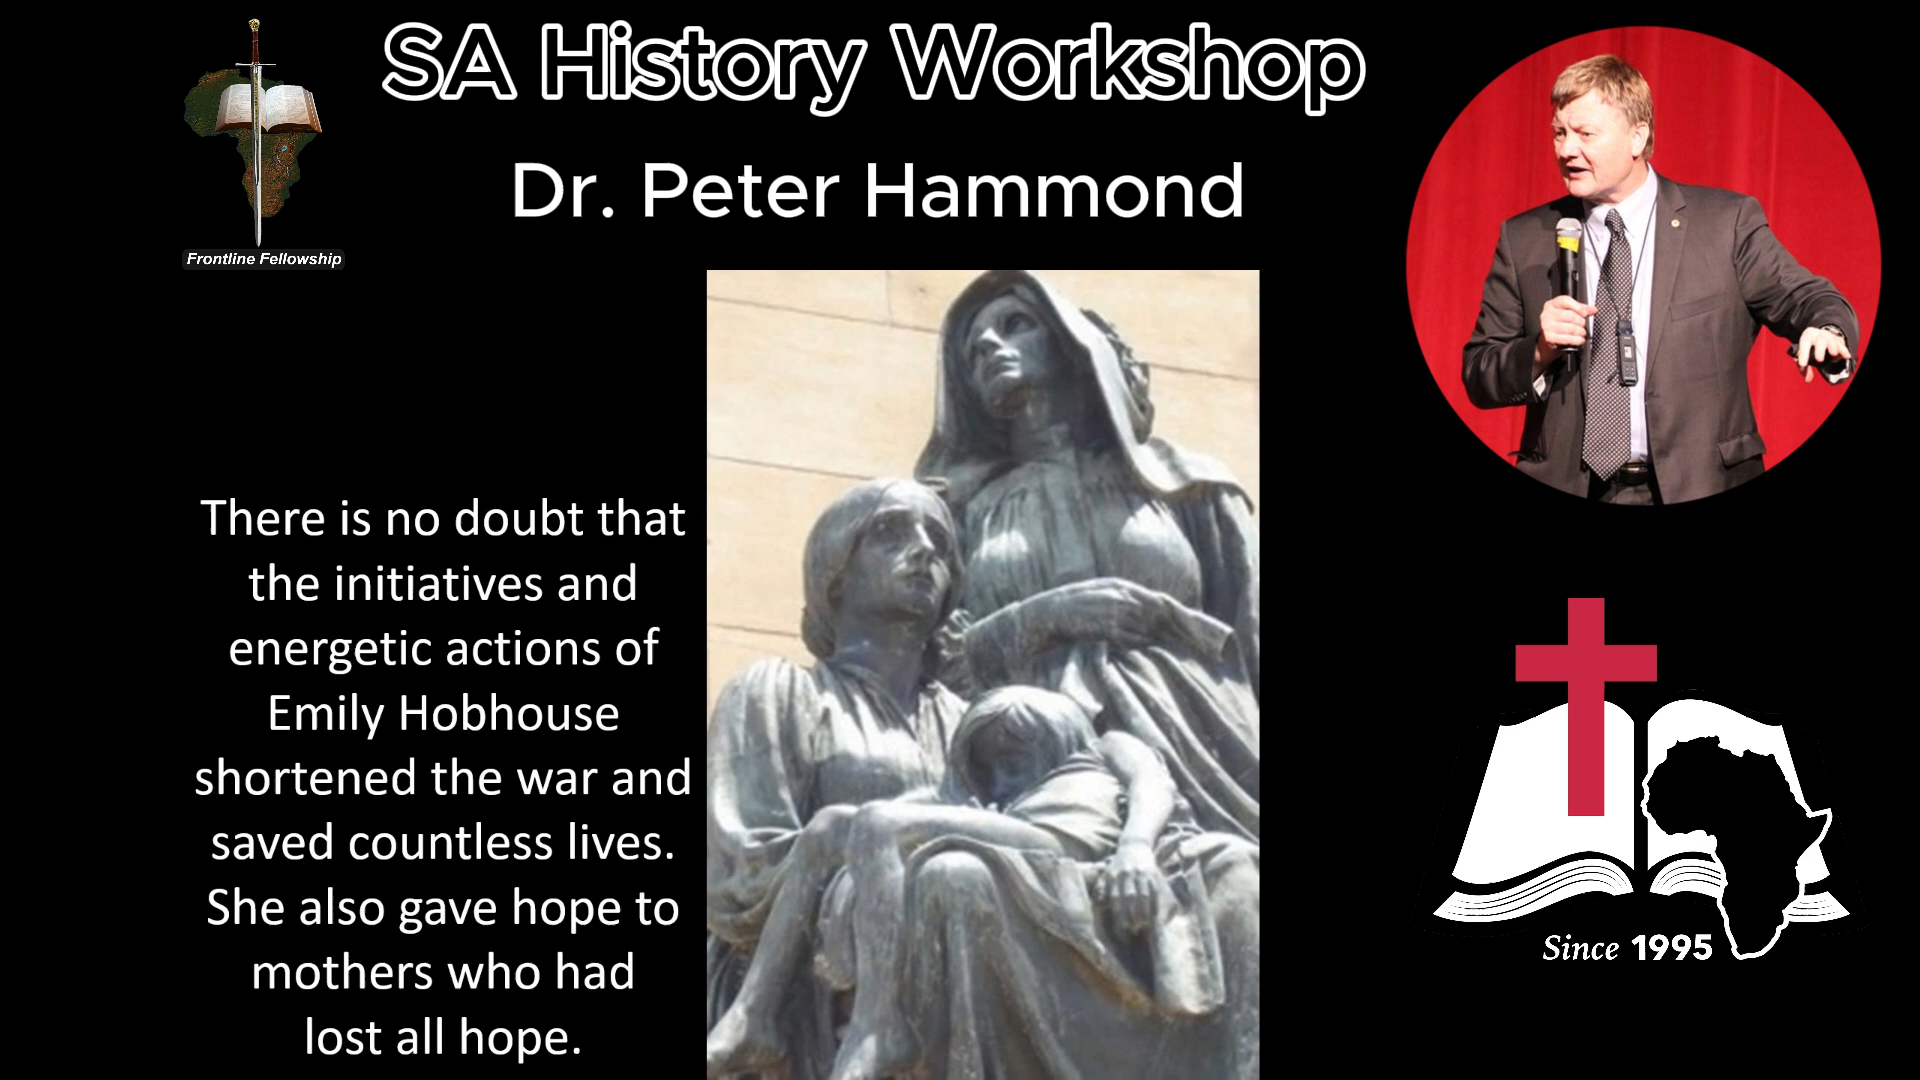 SA History Workshop
Dr. Peter Hammond
Frontline Fellowship
There is no doubt that
the initiatives and
energetic actions of
Emily Hobhouse
shortened the war and
saved countless lives.
She also gave hope to
mothers who had
lost all hope.
Since 1995